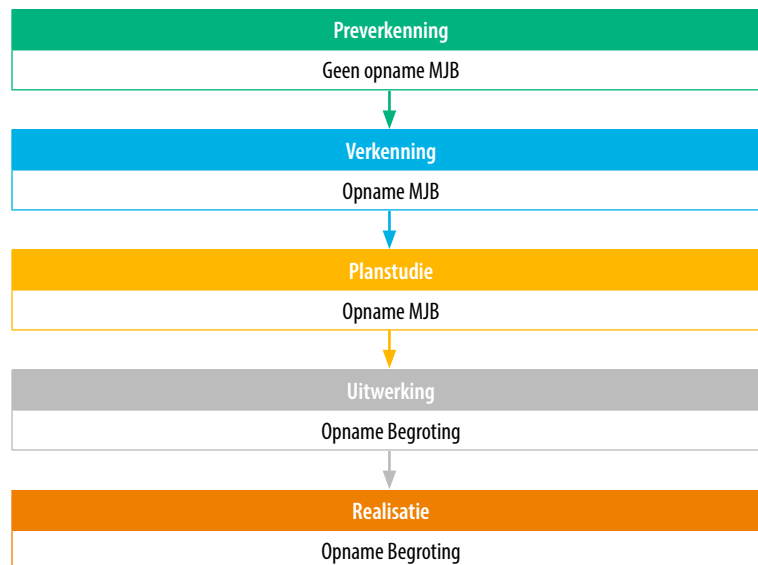 Preverkenning
Geen opname MJB
Verkenning
Opname MJB
Planstudie
Opname MJB
Uitwerking
Opname Begroting
Realisatie
Opname Begroting